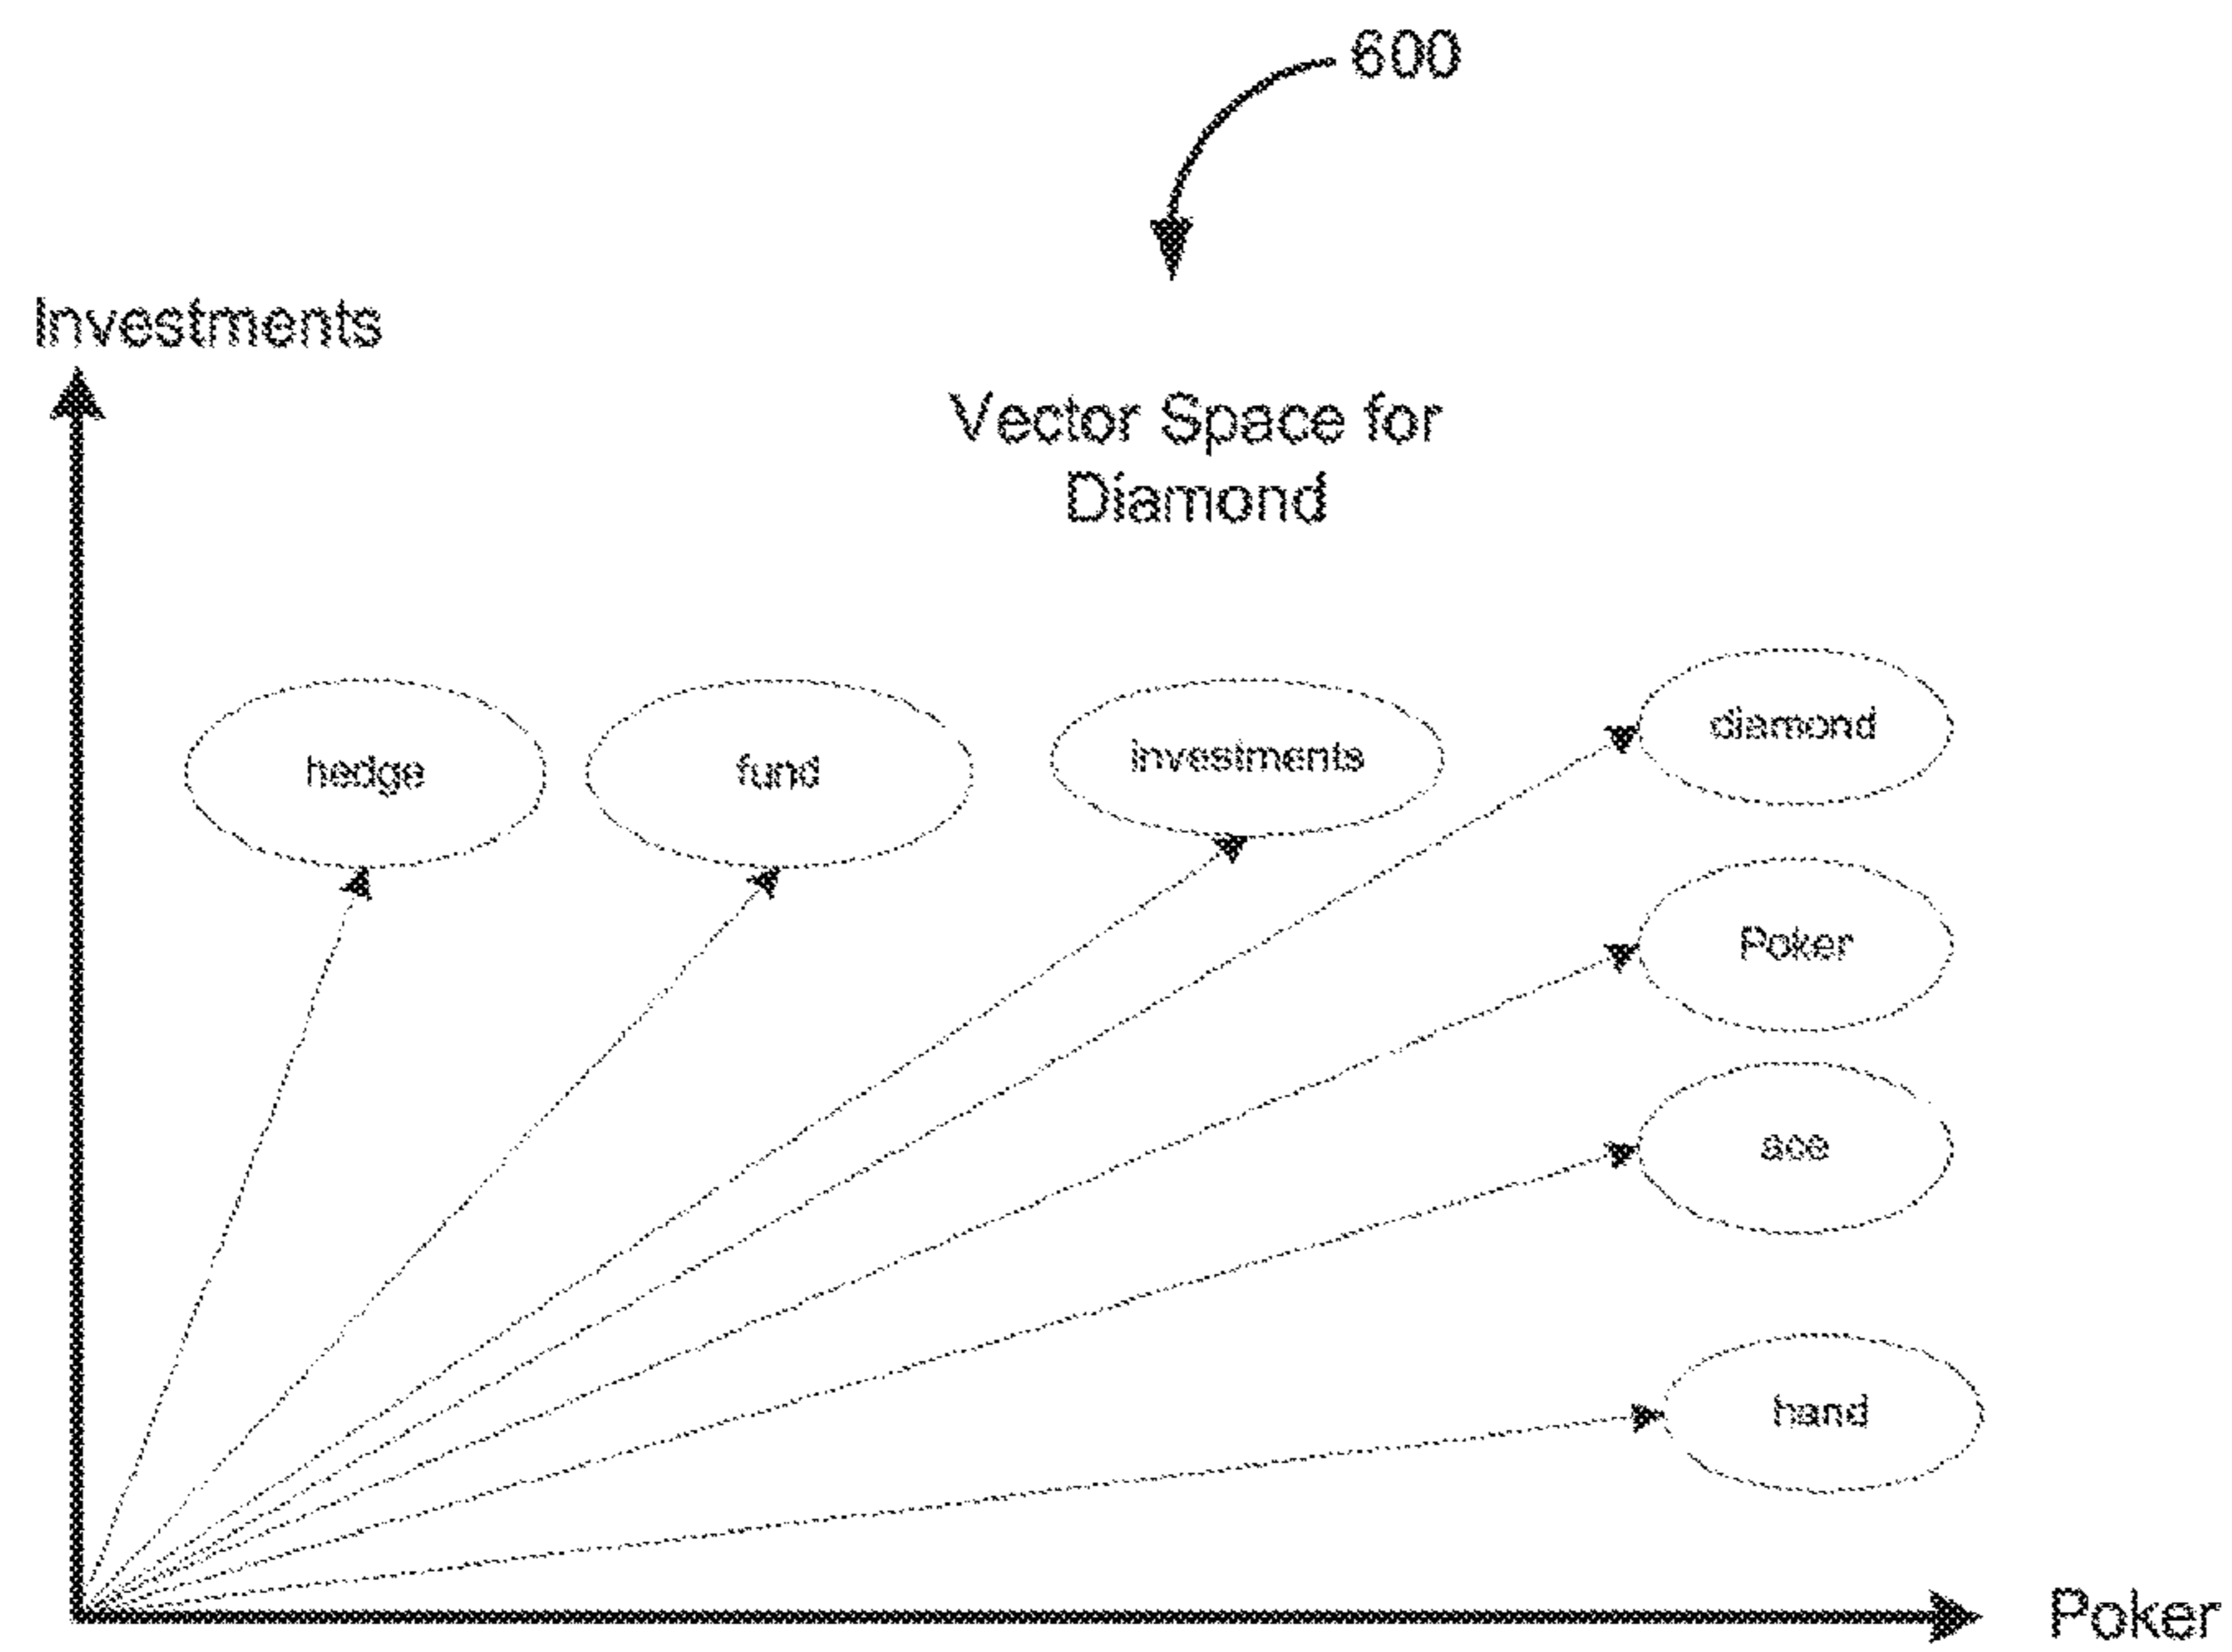 600
Investments
Vector Space for
Diamond
hedge
fund
investments
diamond
Poker
ace
hand
Poker